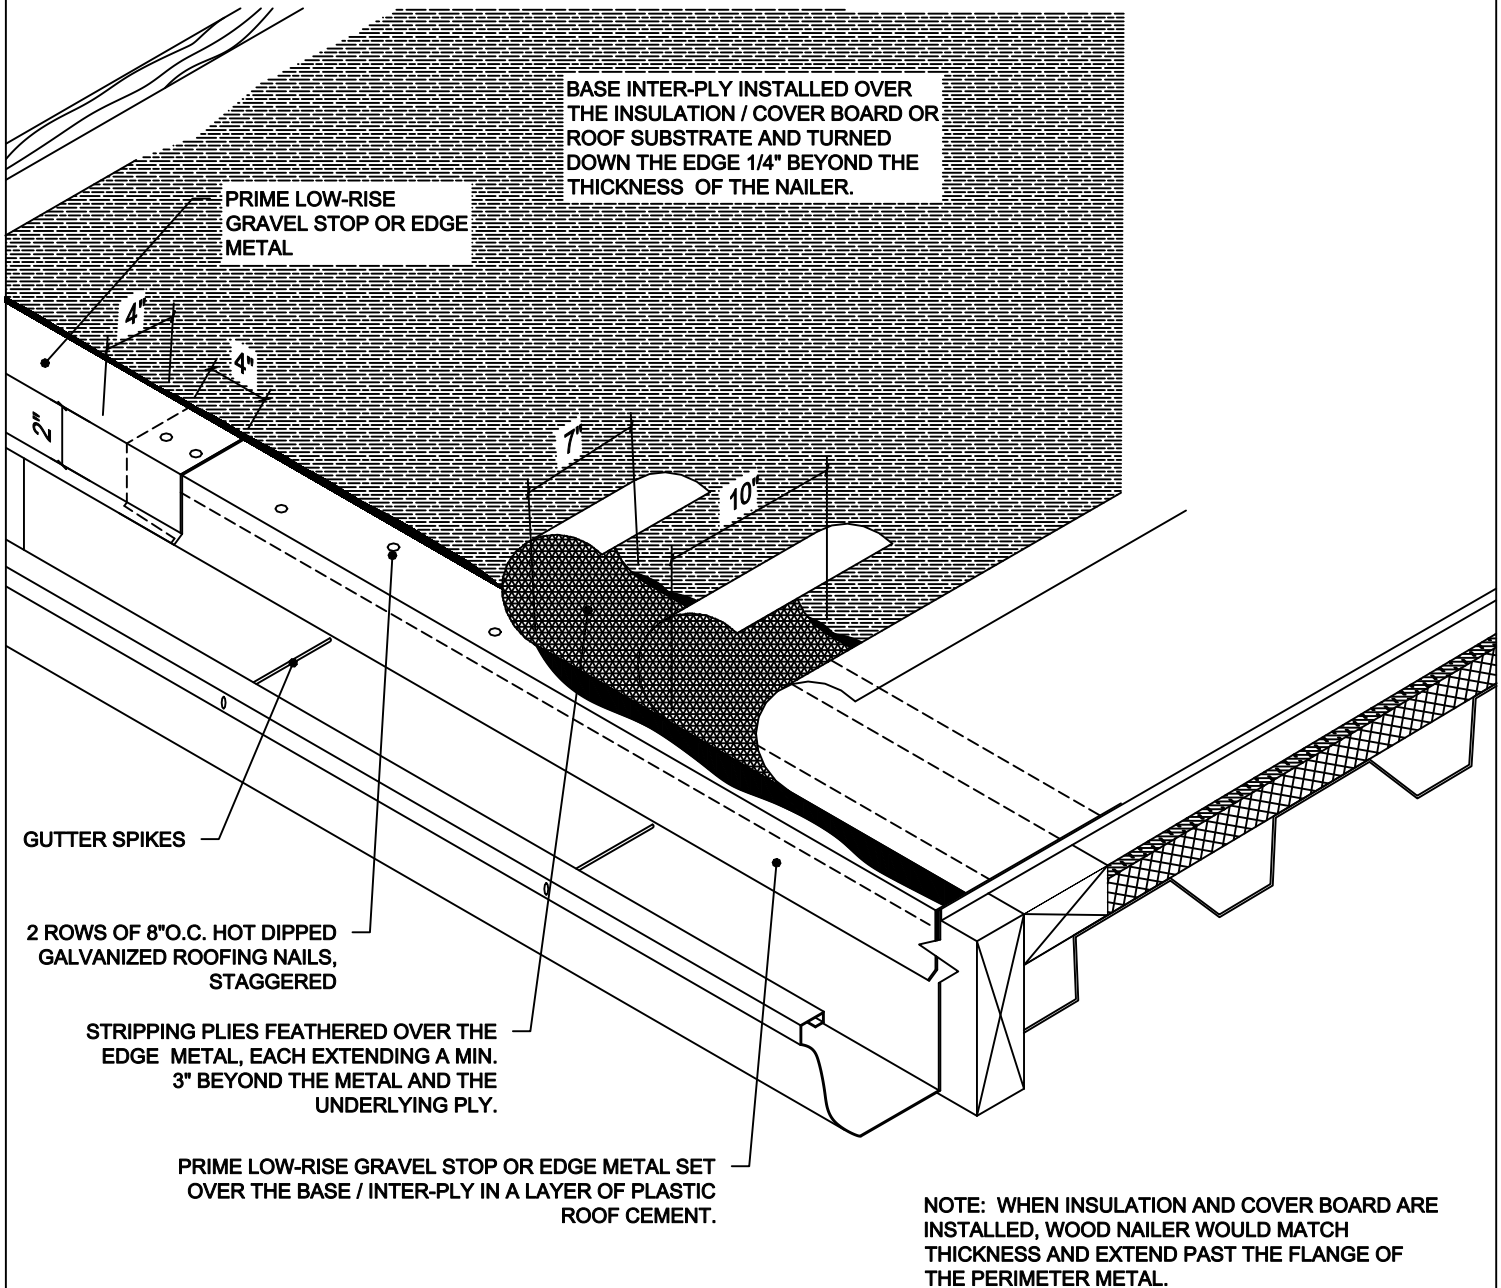 BASE INTER-PLY INSTALLED OVER
THE INSULATION / COVER BOARD OR
ROOF SUBSTRATE AND TURNED
DOWN THE EDGE 1/4" BEYOND THE
THICKNESS OF THE NAILER.
PRIME LOW-RISE
GRAVEL STOP OR EDGE
METAL
4"
4"
2"
7"
10"
GUTTER SPIKES
2 ROWS OF 8"O.C. HOT DIPPED
GALVANIZED ROOFING NAILS,
STAGGERED
STRIPPING PLIES FEATHERED OVER THE
EDGE METAL, EACH EXTENDING A MIN.
3" BEYOND THE METAL AND THE
UNDERLYING PLY.
PRIME LOW-RISE GRAVEL STOP OR EDGE METAL SET
OVER THE BASE / INTER-PLY IN A LAYER OF PLASTIC
ROOF CEMENT.
NOTE: WHEN INSULATION AND COVER BOARD ARE
INSTALLED, WOOD NAILER WOULD MATCH
THICKNESS AND EXTEND PAST THE FLANGE OF
THE PERIMETER METAL.